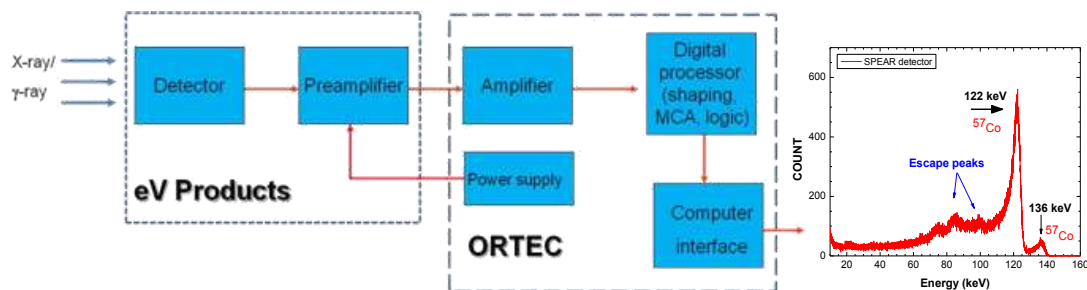 X-ray/
γ-ray
Detector
Preamplifier
eV Products
Amplifier
Power supply
ORTEC
Digital
processor
(shaping,
MCA, logic)
Computer
interface
SPEAR detector
122 keV
57Co
Escape peaks
136 keV
57Co
COUNT
600
400
200
0
20 40 60 80 100 120 140 160
Energy (keV)